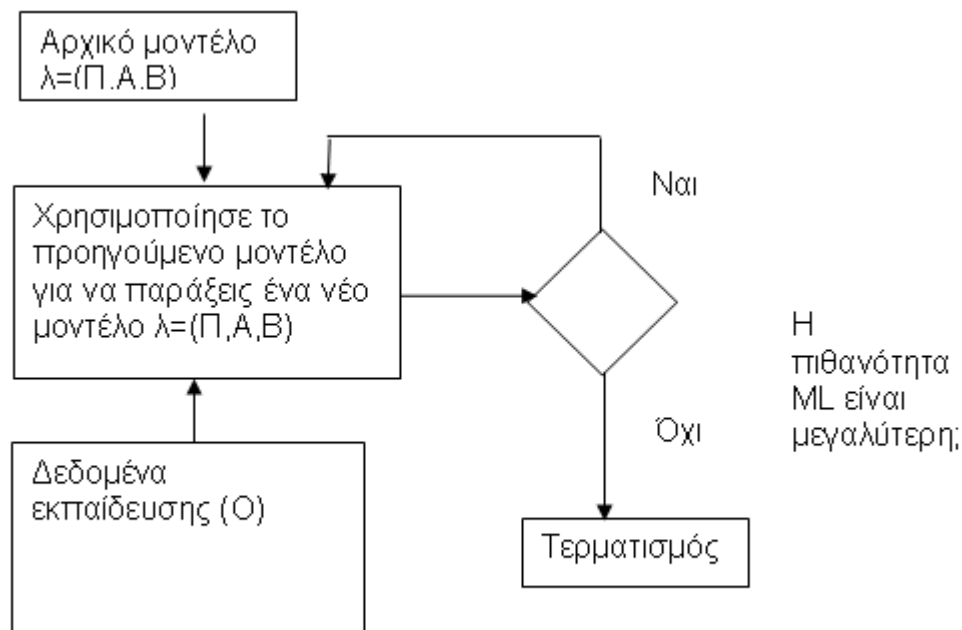 Αρχικό μοντέλο
λ=(Π.Α.Β)
Ναι
Χρησιμοποίησε το
προηγούμενο μοντέλο
για να παράξεις ένα νέο
μοντέλο λ=(Π,Α,Β)
Η
πιθανότητα
ML είναι
μεγαλύτερη;
Όχι
Δεδομένα
εκπαίδευσης (Ο)
Τερματισμός